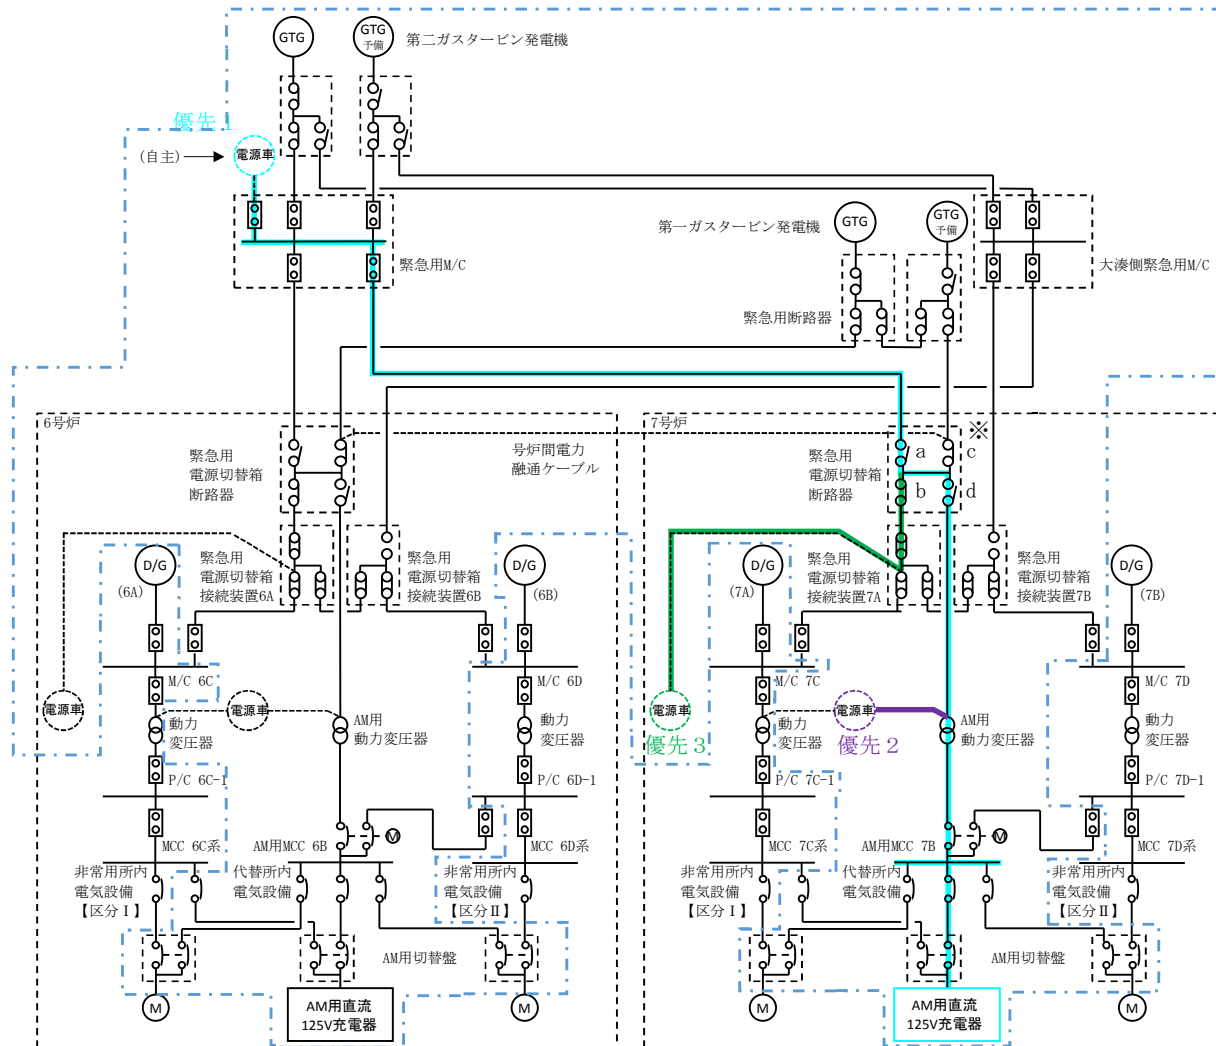 GTG
GTG
予備
第二ガスタービン発電機
優先1
(自主)
電源車
第一ガスタービン発電機
GTG
GTG
予備
緊急用M/C
大湊側緊急用M/C
緊急用断路器
6号炉
7号炉
※
緊急用
電源切替箱
断路器
号炉間電力
融通ケーブル
緊急用
電源切替箱
断路器
a
c
b
d
D/G
(6A)
緊急用
電源切替箱
接続装置6A
緊急用
電源切替箱
接続装置6B
D/G
(6B)
D/G
(7A)
緊急用
電源切替箱
接続装置7A
緊急用
電源切替箱
接続装置7B
D/G
(7B)
M/C 6C
M/C 6D
M/C 7C
M/C 7D
電源車
電源車
電源車
電源車
優先3
優先2
動力
変圧器
AM用
動力変圧器
動力
変圧器
動力
変圧器
AM用
動力変圧器
動力
変圧器
P/C 6C-1
P/C 6D-1
P/C 7C-1
P/C 7D-1
MCC 6C系
AM用MCC 6B
M
MCC 6D系
MCC 7C系
AM用MCC 7B
M
MCC 7D系
非常用所内
電気設備
【区分Ⅰ】
代替所内
電気設備
非常用所内
電気設備
【区分Ⅱ】
非常用所内
電気設備
【区分Ⅰ】
代替所内
電気設備
非常用所内
電気設備
【区分Ⅱ】
AM用切替盤
AM用切替盤
M
AM用直流
125V充電器
M
M
AM用直流
125V充電器
M